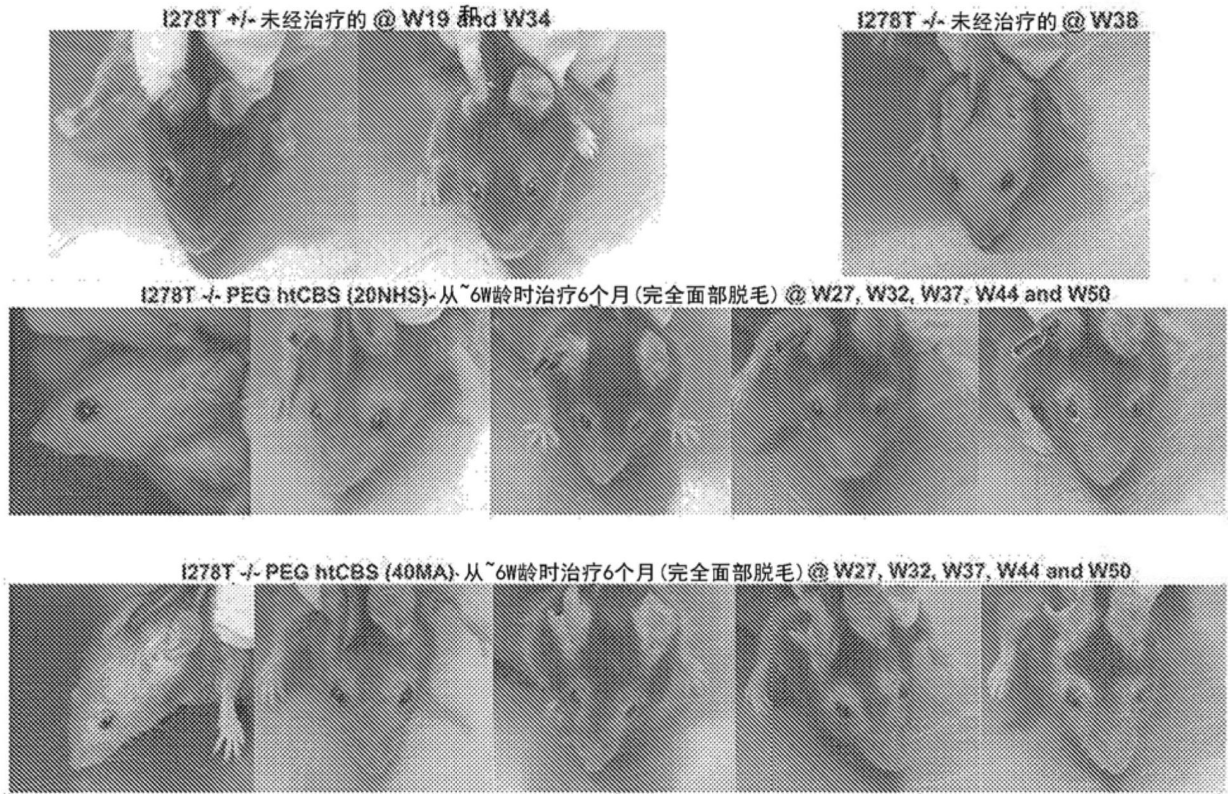 I278T +/- 未经治疗的 @ W19 和 and W34
I278T -/- 未经治疗的 @ W38
I278T -/- PEG htCBS (20NHS)- 从~6W龄时治疗6个月(完全面部脱毛) @ W27, W32, W37, W44 and W50
I278T -/- PEG htCBS (40MA)- 从~6W龄时治疗6个月(完全面部脱毛) @ W27, W32, W37, W44 and W50